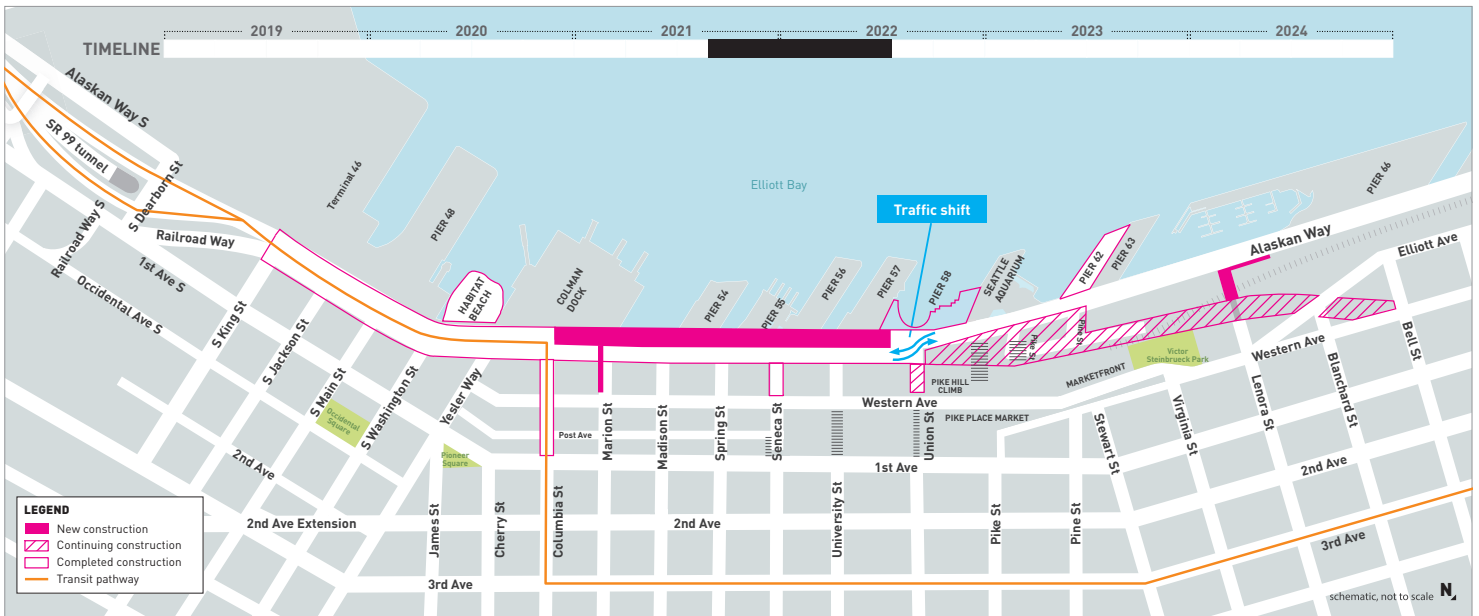 2019
2020
2021
2022
2023
2024
TIMELINE
Alaskan Way S
SR 99 tunnel
S Dearborn St
Railroad Way
Railroad Way S
1st Ave S
Occidental Ave S
S King St
S Jackson St
S Main St
S Washington St
Yesler Way
Occidental
Square
2nd Ave
Pioneer
Square
Terminal 46
PIER 48
HABITAT
BEACH
COLMAN
DOCK
PIER 54
PIER 55
PIER 56
PIER 57
PIER 58
Elliott Bay
Traffic shift
SEATTLE
AQUARIUM
PIER 62
PIER 63
PIER 66
Alaskan Way
Elliott Ave
Pike St
Pine St
PIKE HILL
CLIMB
MARKETFRONT
Victor
Steinbrueck Park
Western Ave
Western Ave
PIKE PLACE MARKET
Post Ave
1st Ave
Marion St
Madison St
Spring St
Seneca St
University St
Union St
Stewart St
Virginia St
Lenora St
Blanchard St
Bell St
2nd Ave
3rd Ave
2nd Ave Extension
James St
Cherry St
Columbia St
2nd Ave
Pike St
Pine St
3rd Ave
LEGEND
New construction
Continuing construction
Completed construction
Transit pathway
schematic, not to scale
N